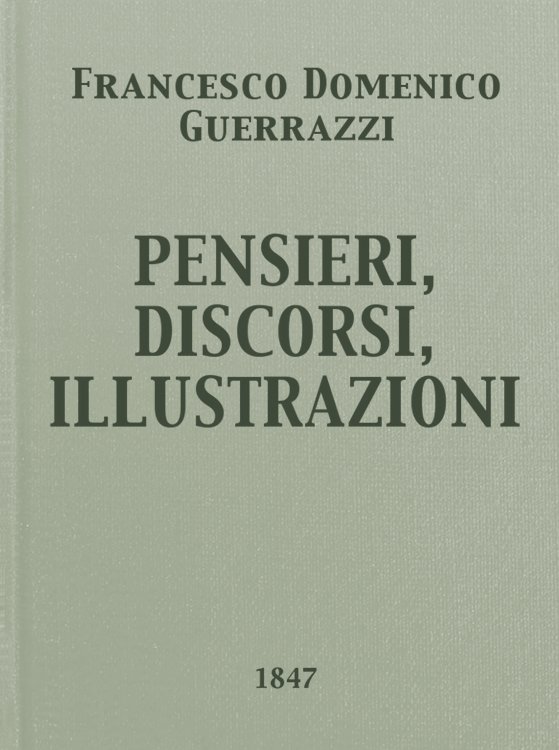 Francesco Domenico
Guerrazzi
PENSIERI,
DISCORSI,
ILLUSTRAZIONI
1847